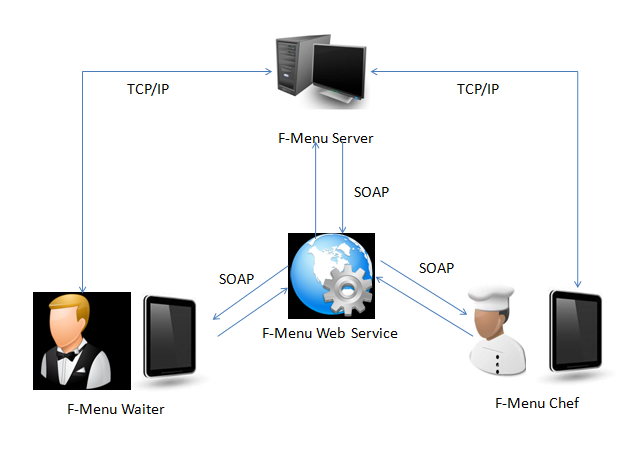 TCP/IP
TCP/IP
F-Menu Server
SOAP
SOAP
SOAP
F-Menu Web Service
F-Menu Waiter
F-Menu Chef